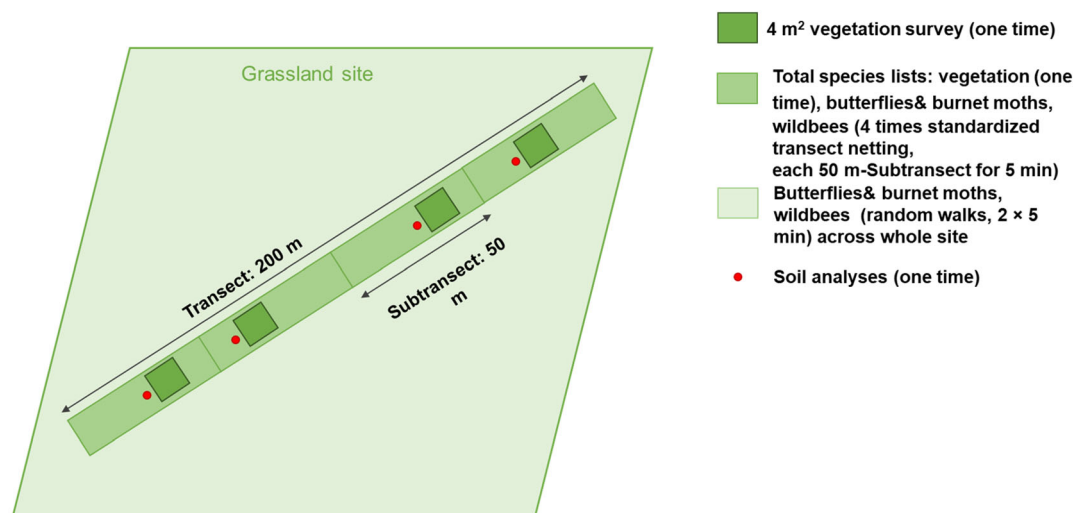 Grassland site
Transect: 200 m
Subtransect: 50
m
4 m² vegetation survey (one time)
Total species lists: vegetation (one
time), butterflies& burnet moths,
wildbees (4 times standardized
transect netting,
each 50 m-Subtransect for 5 min)
Butterflies& burnet moths,
wildbees (random walks, 2 × 5
min) across whole site
Soil analyses (one time)